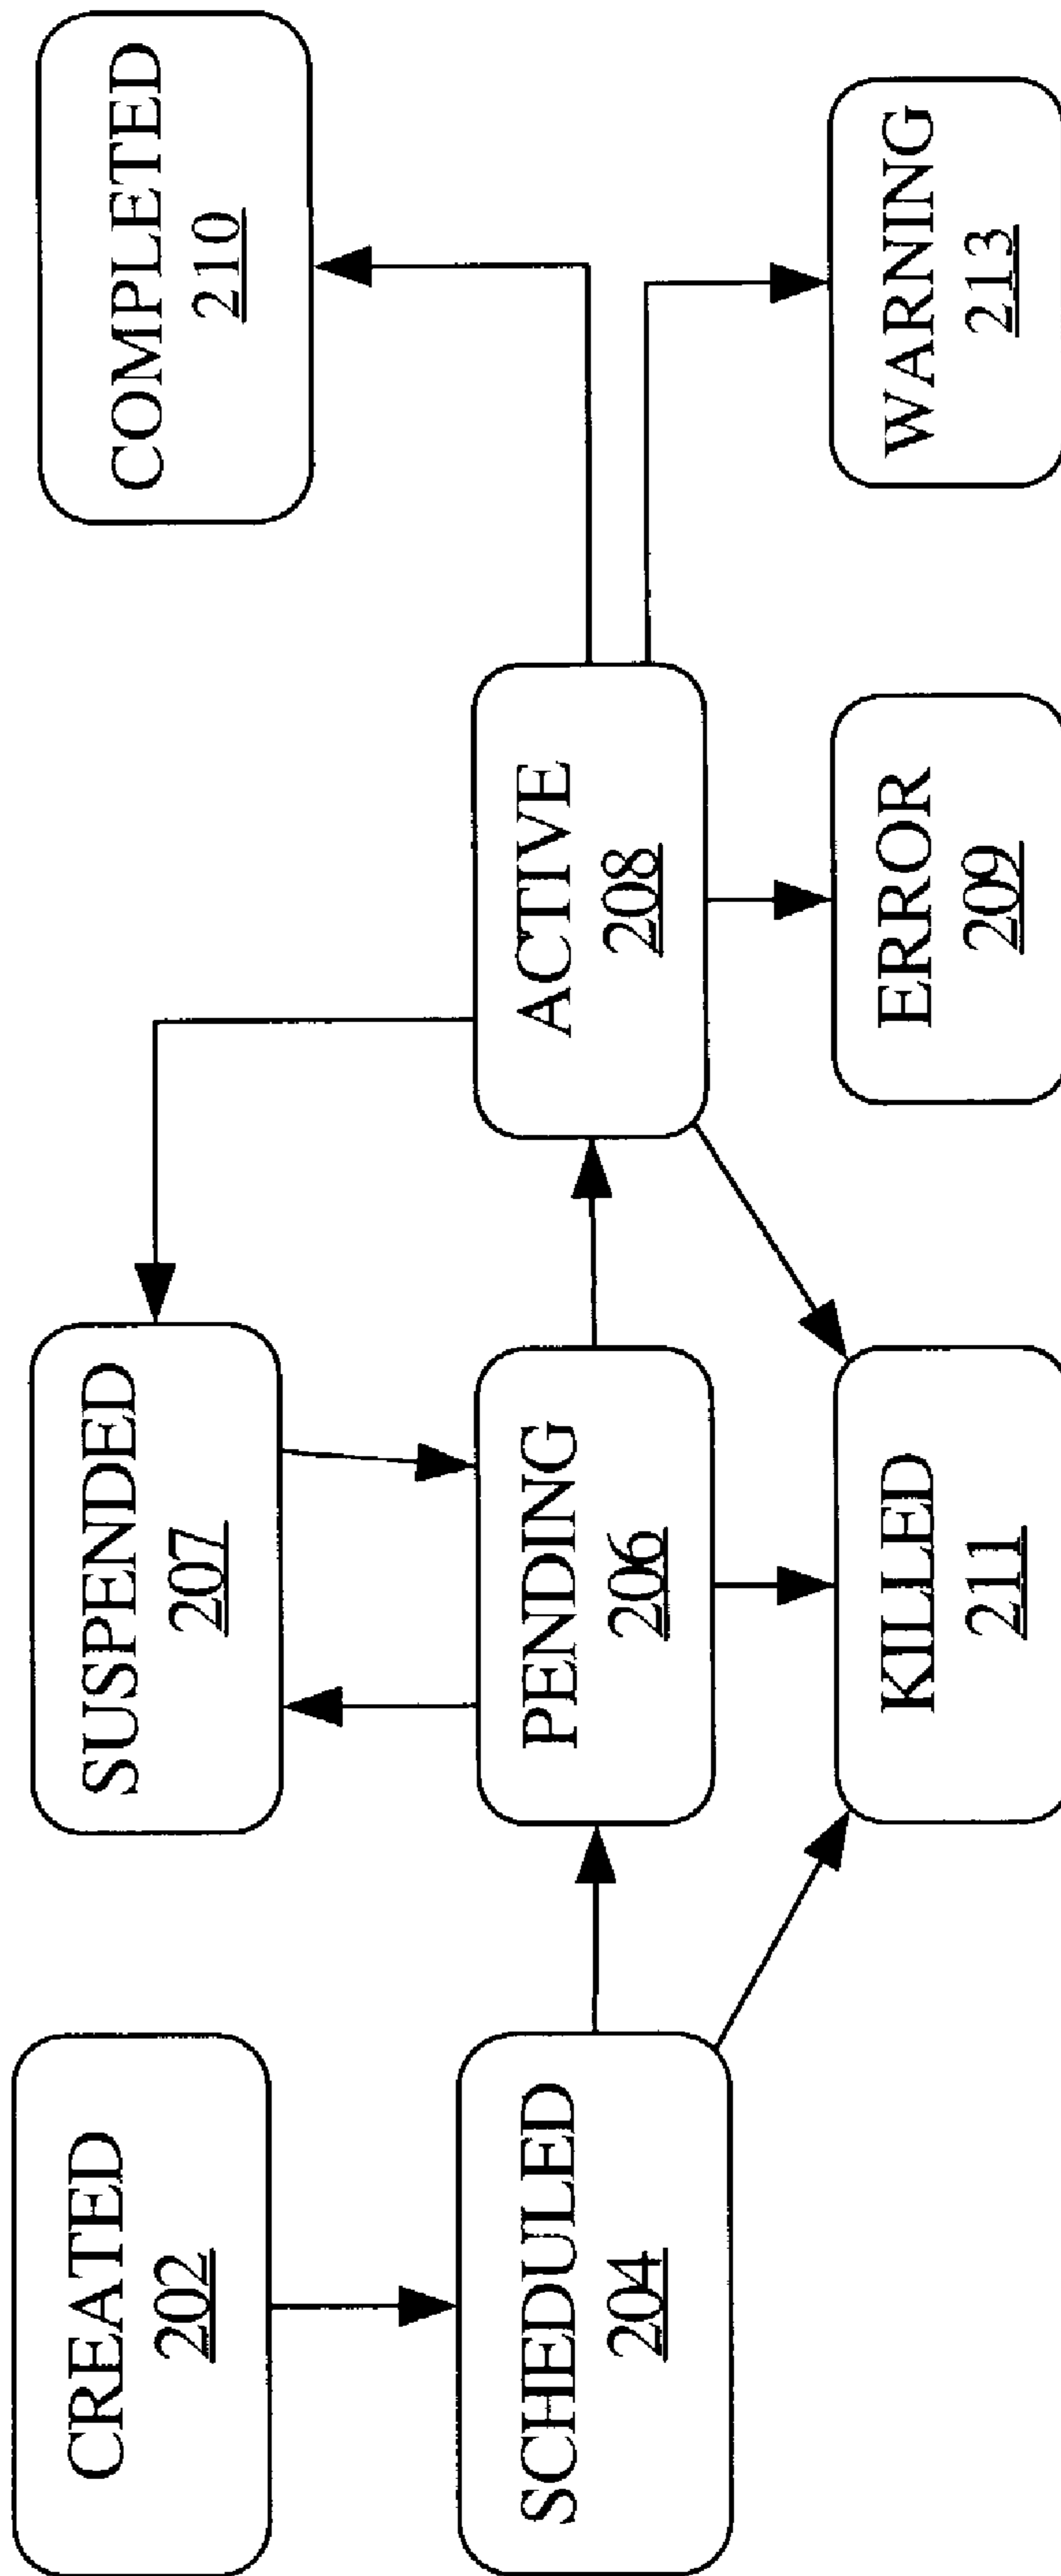 CREATED
202
SUSPENDED
207
COMPLETED
210
SCHEDULED
204
PENDING
206
ACTIVE
208
KILLED
211
ERROR
209
WARNING
213